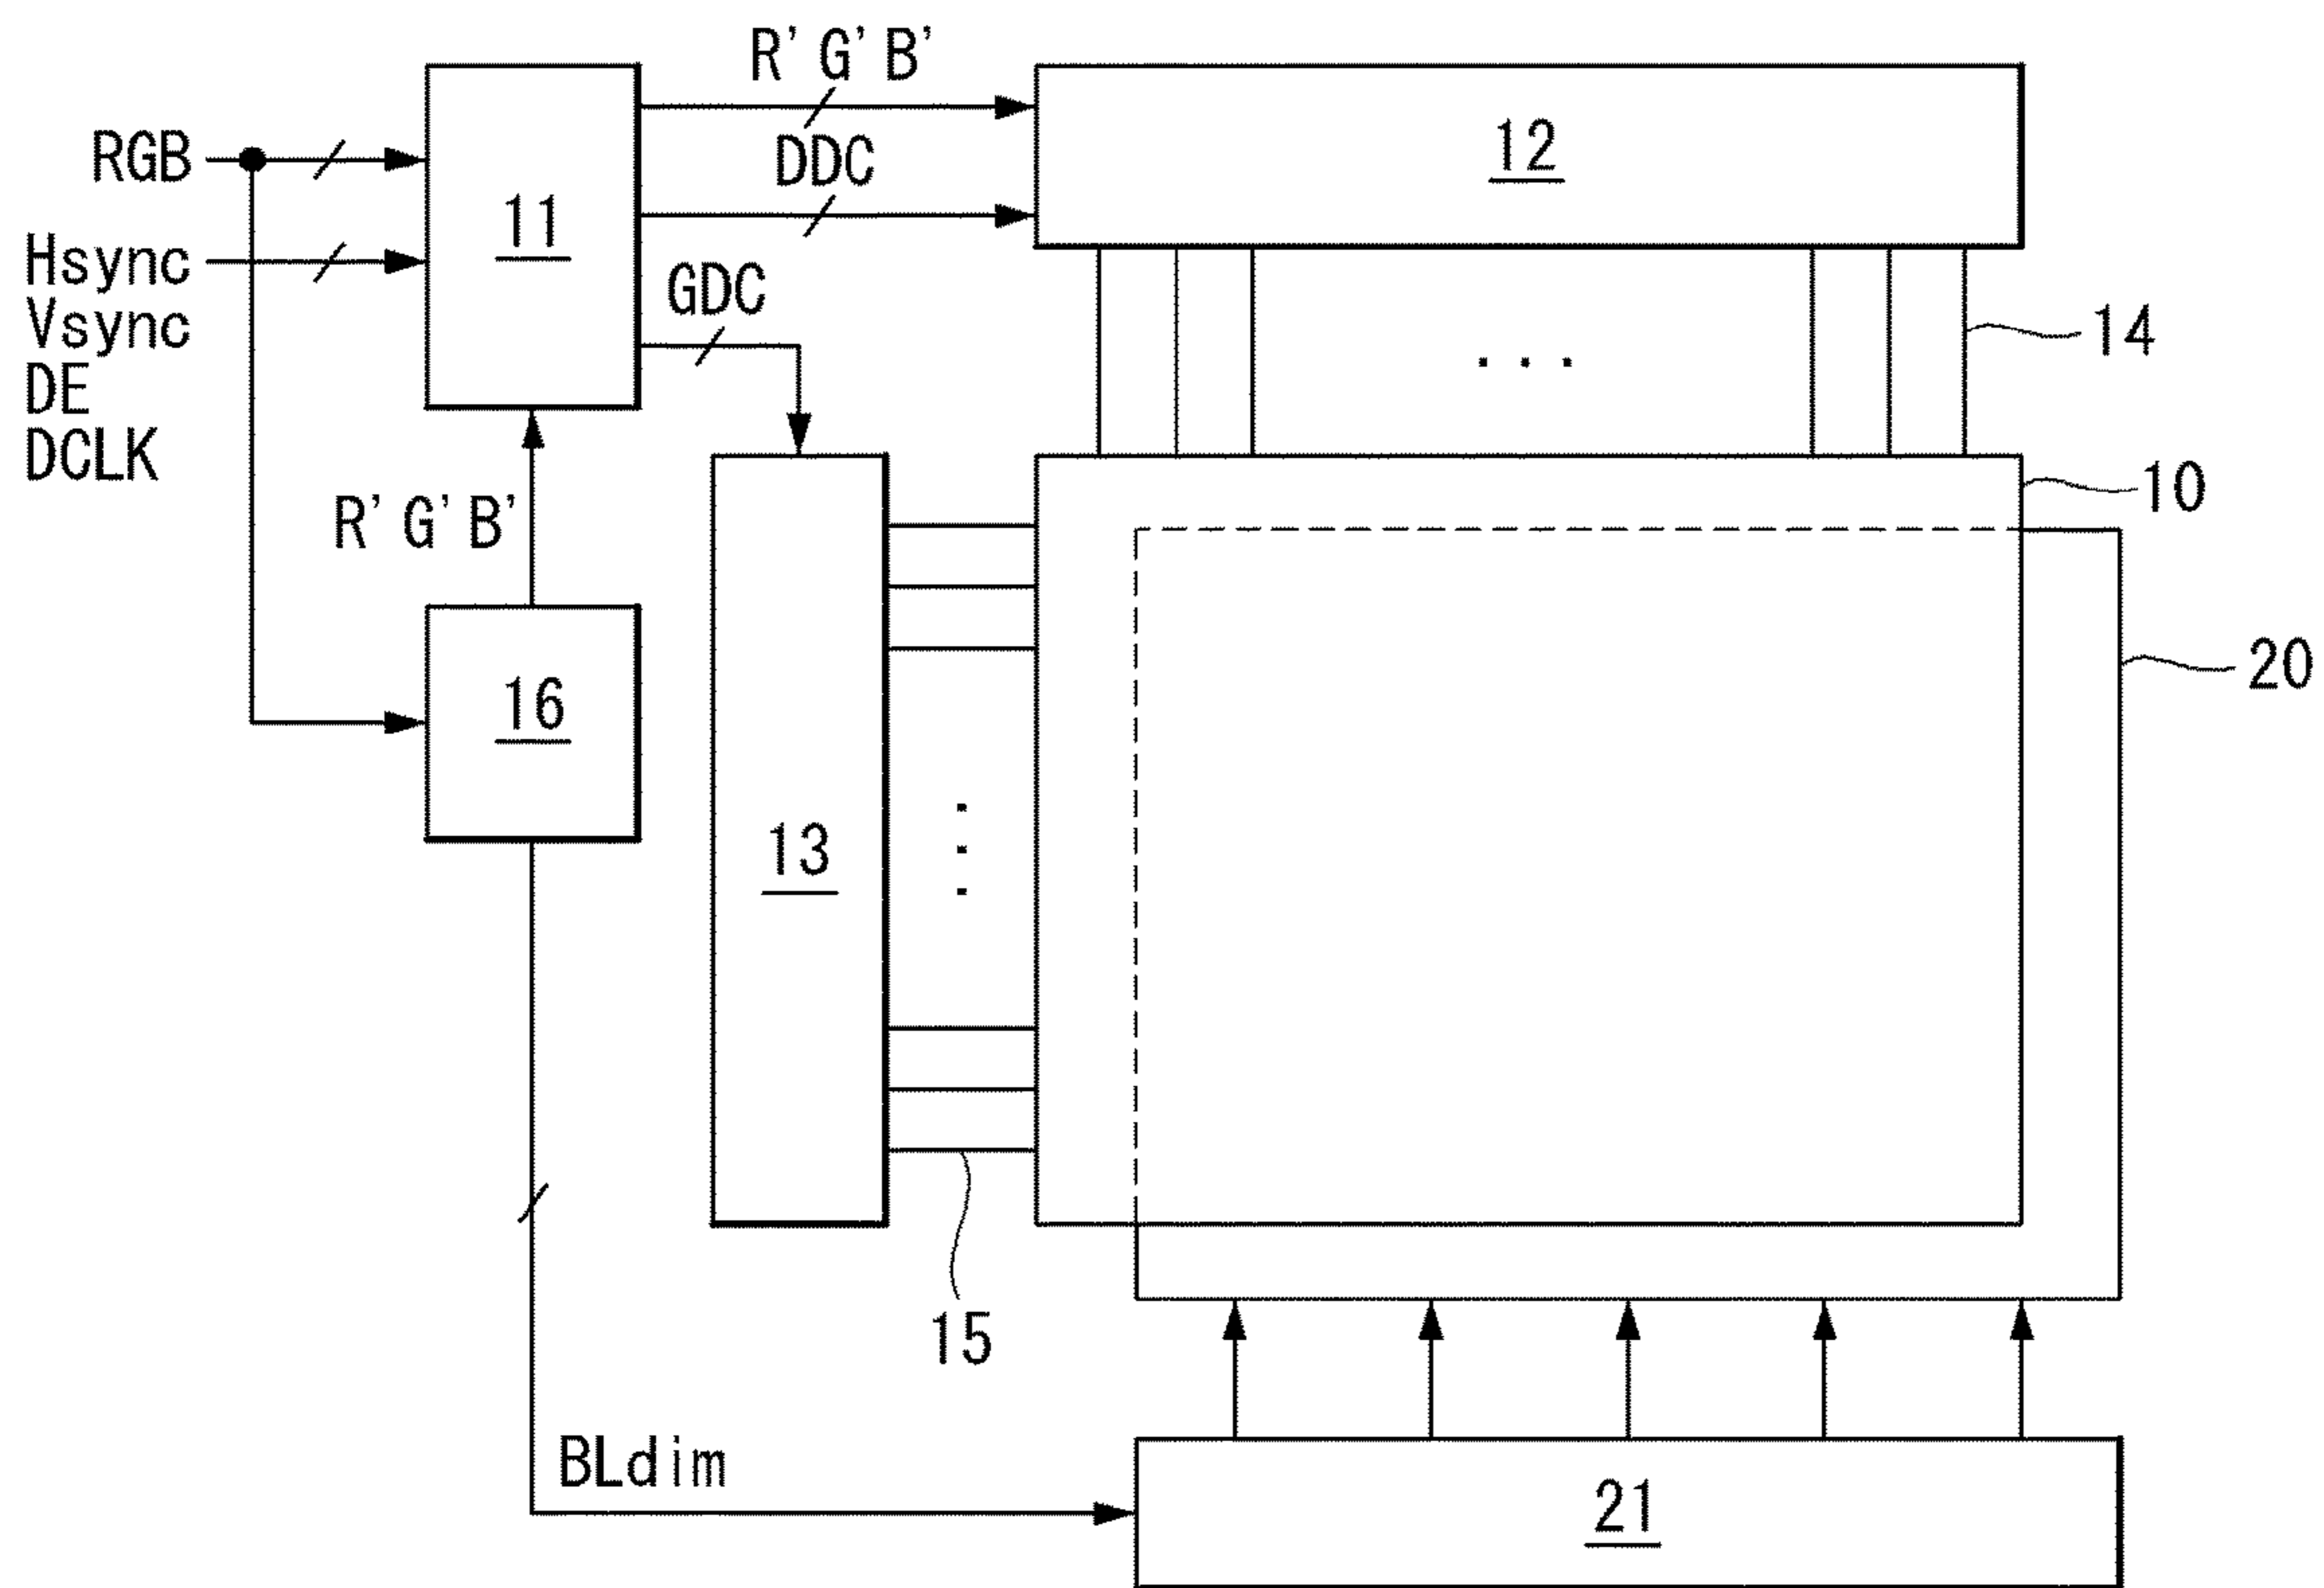 R'G'B'
RGB
11
DDC
12
Hsync
Vsync
DE
DCLK
GDC
14
10
R'G'B'
16
20
13
15
BLdim
21